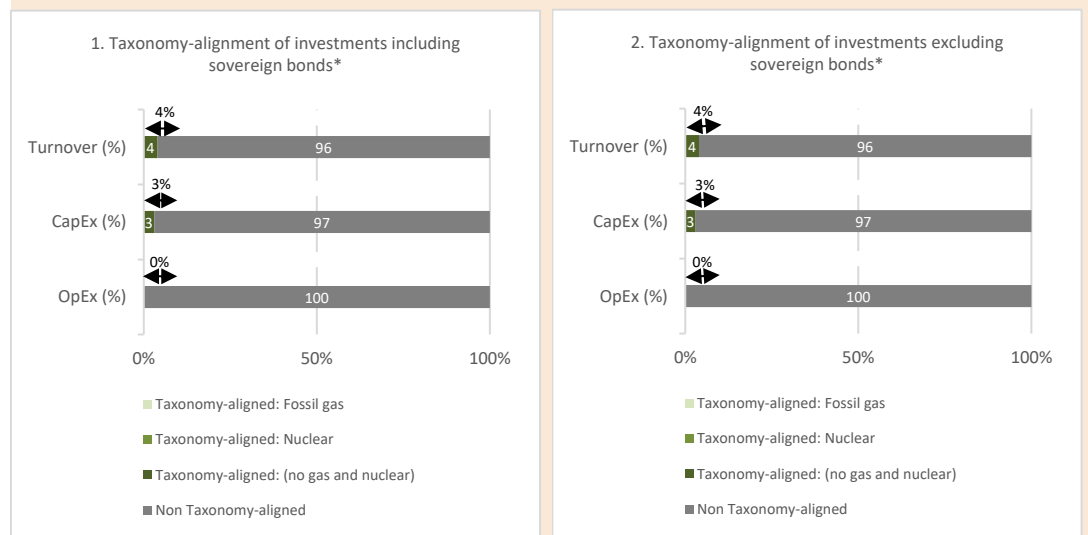 1. Taxonomy-alignment of investments including
sovereign bonds*
4%
Turnover (%)
4
96
3%
CapEx (%)
3
97
0%
OpEx (%)
100
0%
50%
100%
Taxonomy-aligned: Fossil gas
Taxonomy-aligned: Nuclear
Taxonomy-aligned: (no gas and nuclear)
Non Taxonomy-aligned
2. Taxonomy-alignment of investments excluding
sovereign bonds*
4%
Turnover (%)
4
96
3%
CapEx (%)
3
97
0%
OpEx (%)
100
0%
50%
100%
Taxonomy-aligned: Fossil gas
Taxonomy-aligned: Nuclear
Taxonomy-aligned: (no gas and nuclear)
Non Taxonomy-aligned